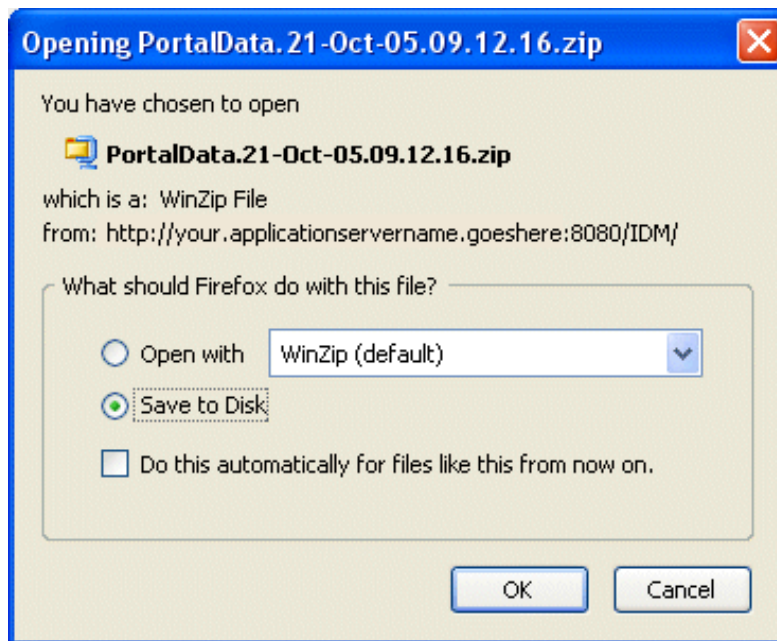 Opening PortalData.21-Oct-05.09.12.16.zip
You have chosen to open
PortalData.21-Oct-05.09.12.16.zip
which is a: WinZip File
from: http://your.applicationservername.goeshere:8080/IDM/
What should Firefox do with this file?
Open with WinZip (default)
Save to Disk
Do this automatically for files like this from now on.
OK Cancel